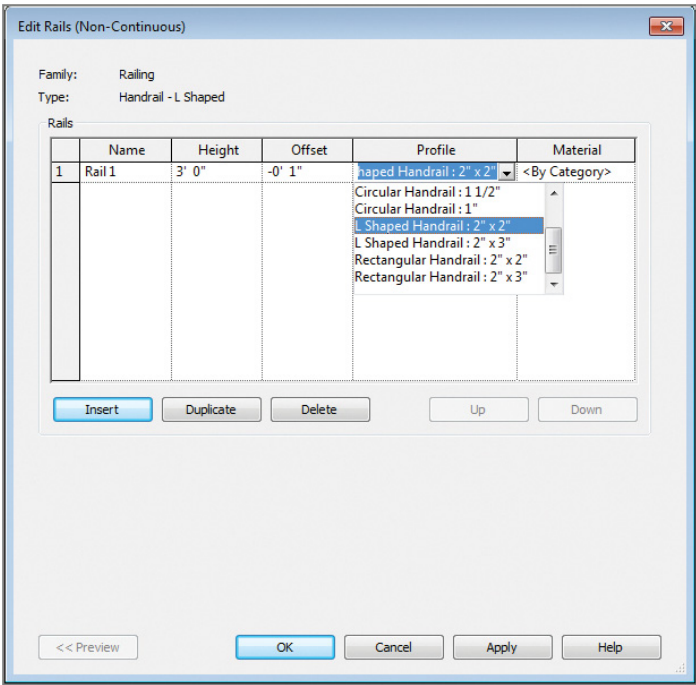 Edit Rails (Non-Continuous)
Family: Railing
Type: Handrail - L Shaped
Rails
Name Height Offset Profile Material
1 Rail 1 3' 0" -0' 1" haped Handrail : 2" x 2" <By Category>
Circular Handrail : 1 1/2"
Circular Handrail : 1"
L Shaped Handrail : 2" x 2"
L Shaped Handrail : 2" x 3"
Rectangular Handrail : 2" x 2"
Rectangular Handrail : 2" x 3"
Insert Duplicate Delete Up Down
<< Preview OK Cancel Apply Help